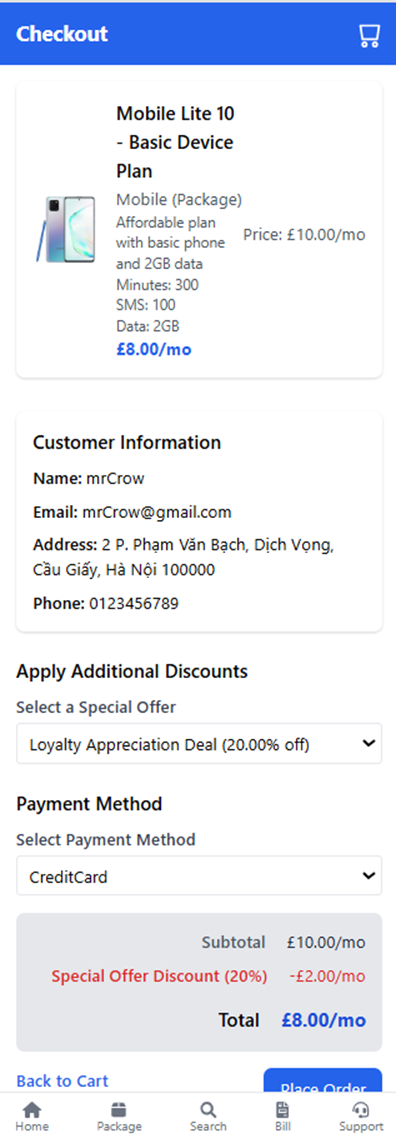 Checkout
Mobile Lite 10
- Basic Device
Plan
Mobile (Package)
Affordable plan
with basic phone
and 2GB data
Minutes: 300
SMS: 100
Data: 2GB
£8.00/mo
Price: £10.00/mo
Customer Information
Name: mrCrow
Email: mrCrow@gmail.com
Address: 2 P. Phạm Văn Bạch, Dịch Vọng,
Cầu Giấy, Hà Nội 100000
Phone: 0123456789
Apply Additional Discounts
Select a Special Offer
Loyalty Appreciation Deal (20.00% off)
Payment Method
Select Payment Method
CreditCard
Subtotal £10.00/mo
Special Offer Discount (20%) -£2.00/mo
Total £8.00/mo
Back to Cart
Place Order
Home Package Search Bill Support